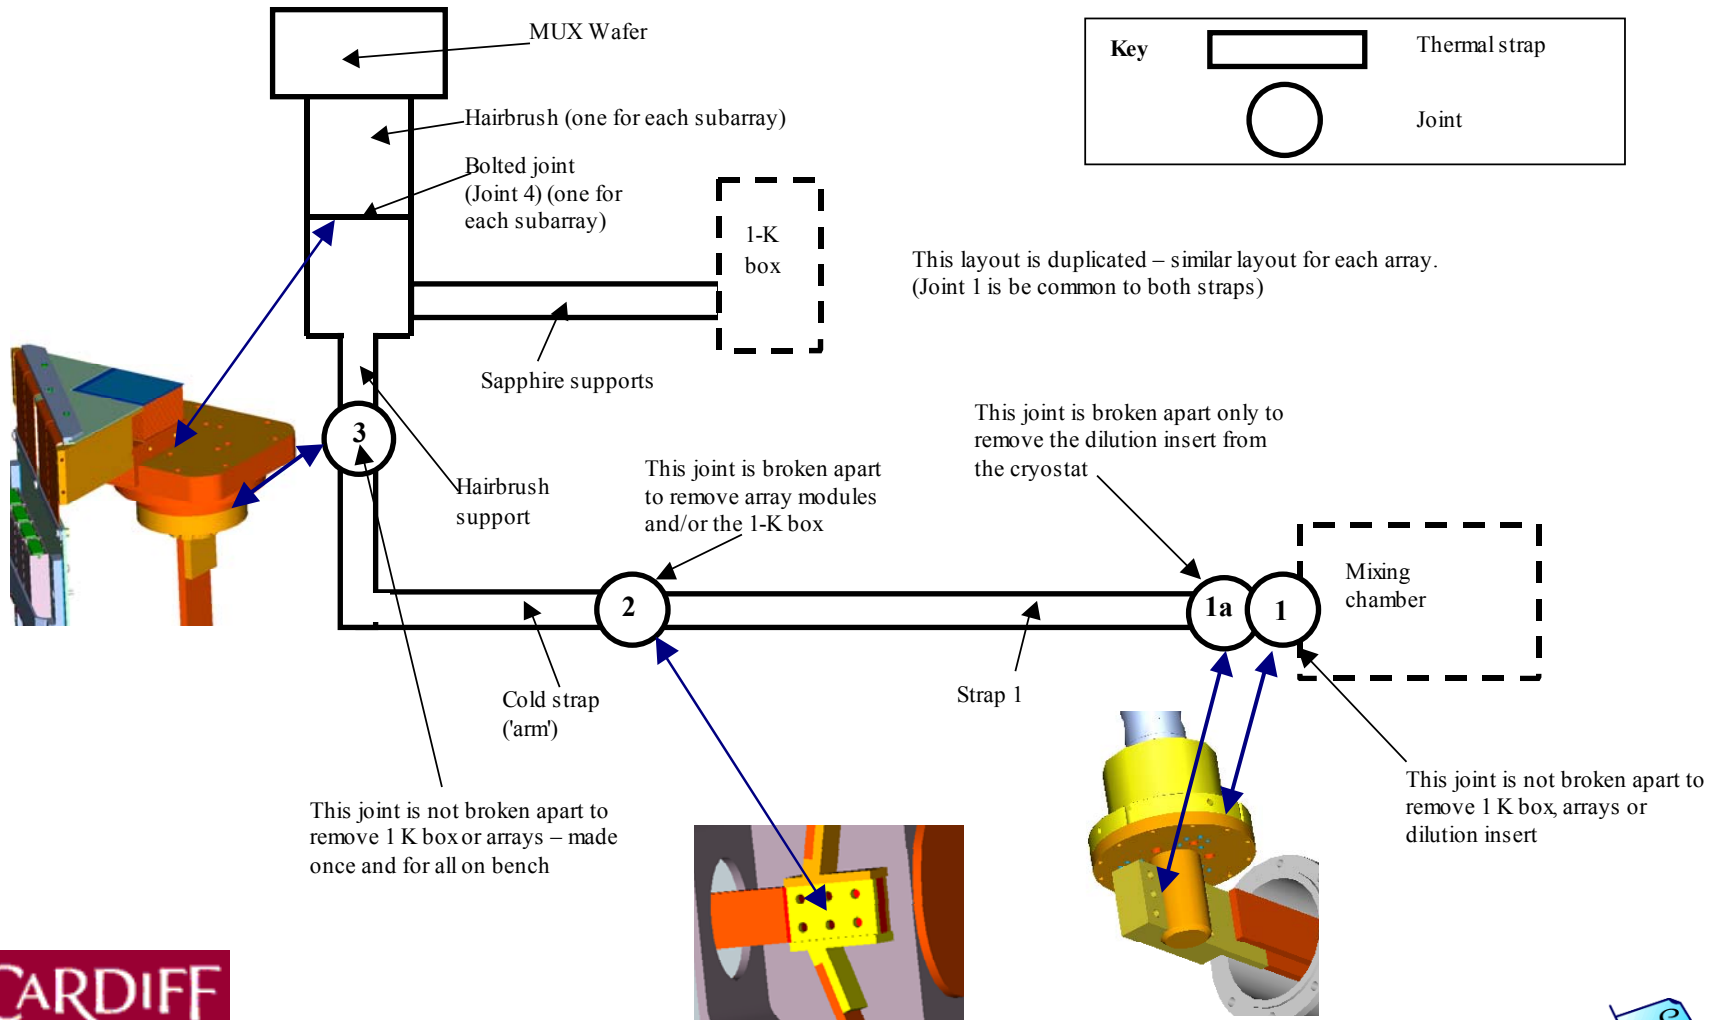 MUX Wafer
Hairbrush (one for each subarray)
Bolted joint
(Joint 4) (one for
each subarray)
1-K
box
Key
Thermal strap
Joint
This layout is duplicated – similar layout for each array.
(Joint 1 is be common to both straps)
Sapphire supports
3
Hairbrush
support
This joint is broken apart
to remove array modules
and/or the 1-K box
This joint is broken apart only to
remove the dilution insert from
the cryostat
Mixing
chamber
2
1a
1
Cold strap
('arm')
Strap 1
This joint is not broken apart to
remove 1 K box or arrays – made
once and for all on bench
This joint is not broken apart to
remove 1 K box, arrays or
dilution insert
CARDIFF